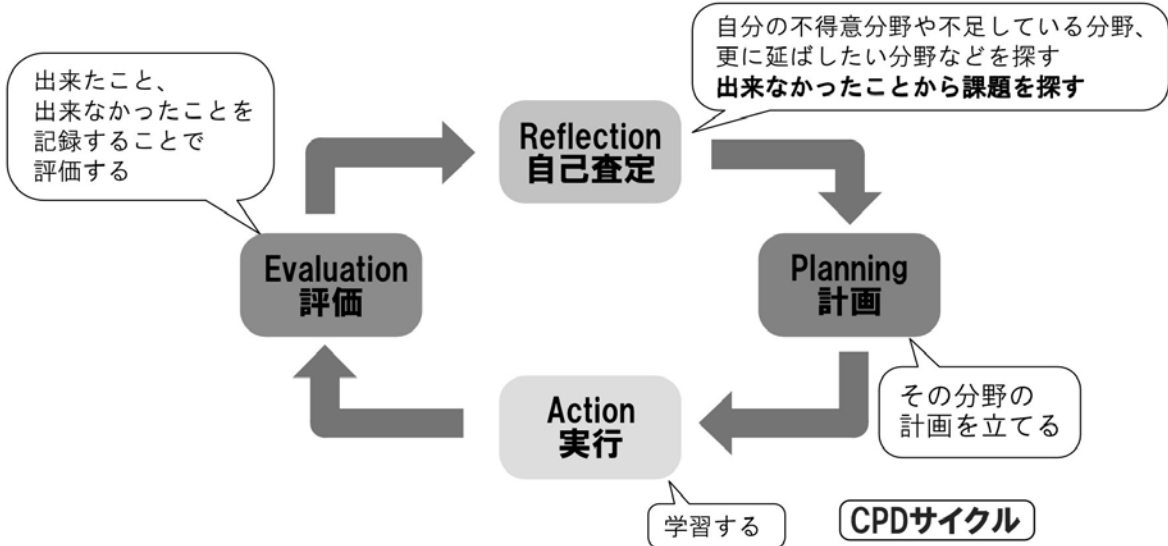 自分の不得意分野や不足している分野、
更に延ばしたい分野などを探す
出来なかったことから課題を探す
出来たこと、
出来なかったことを
記録することで
評価する
Reflection
自己査定
Evaluation
評価
Planning
計画
Action
実行
その分野の
計画を立てる
学習する
CPDサイクル